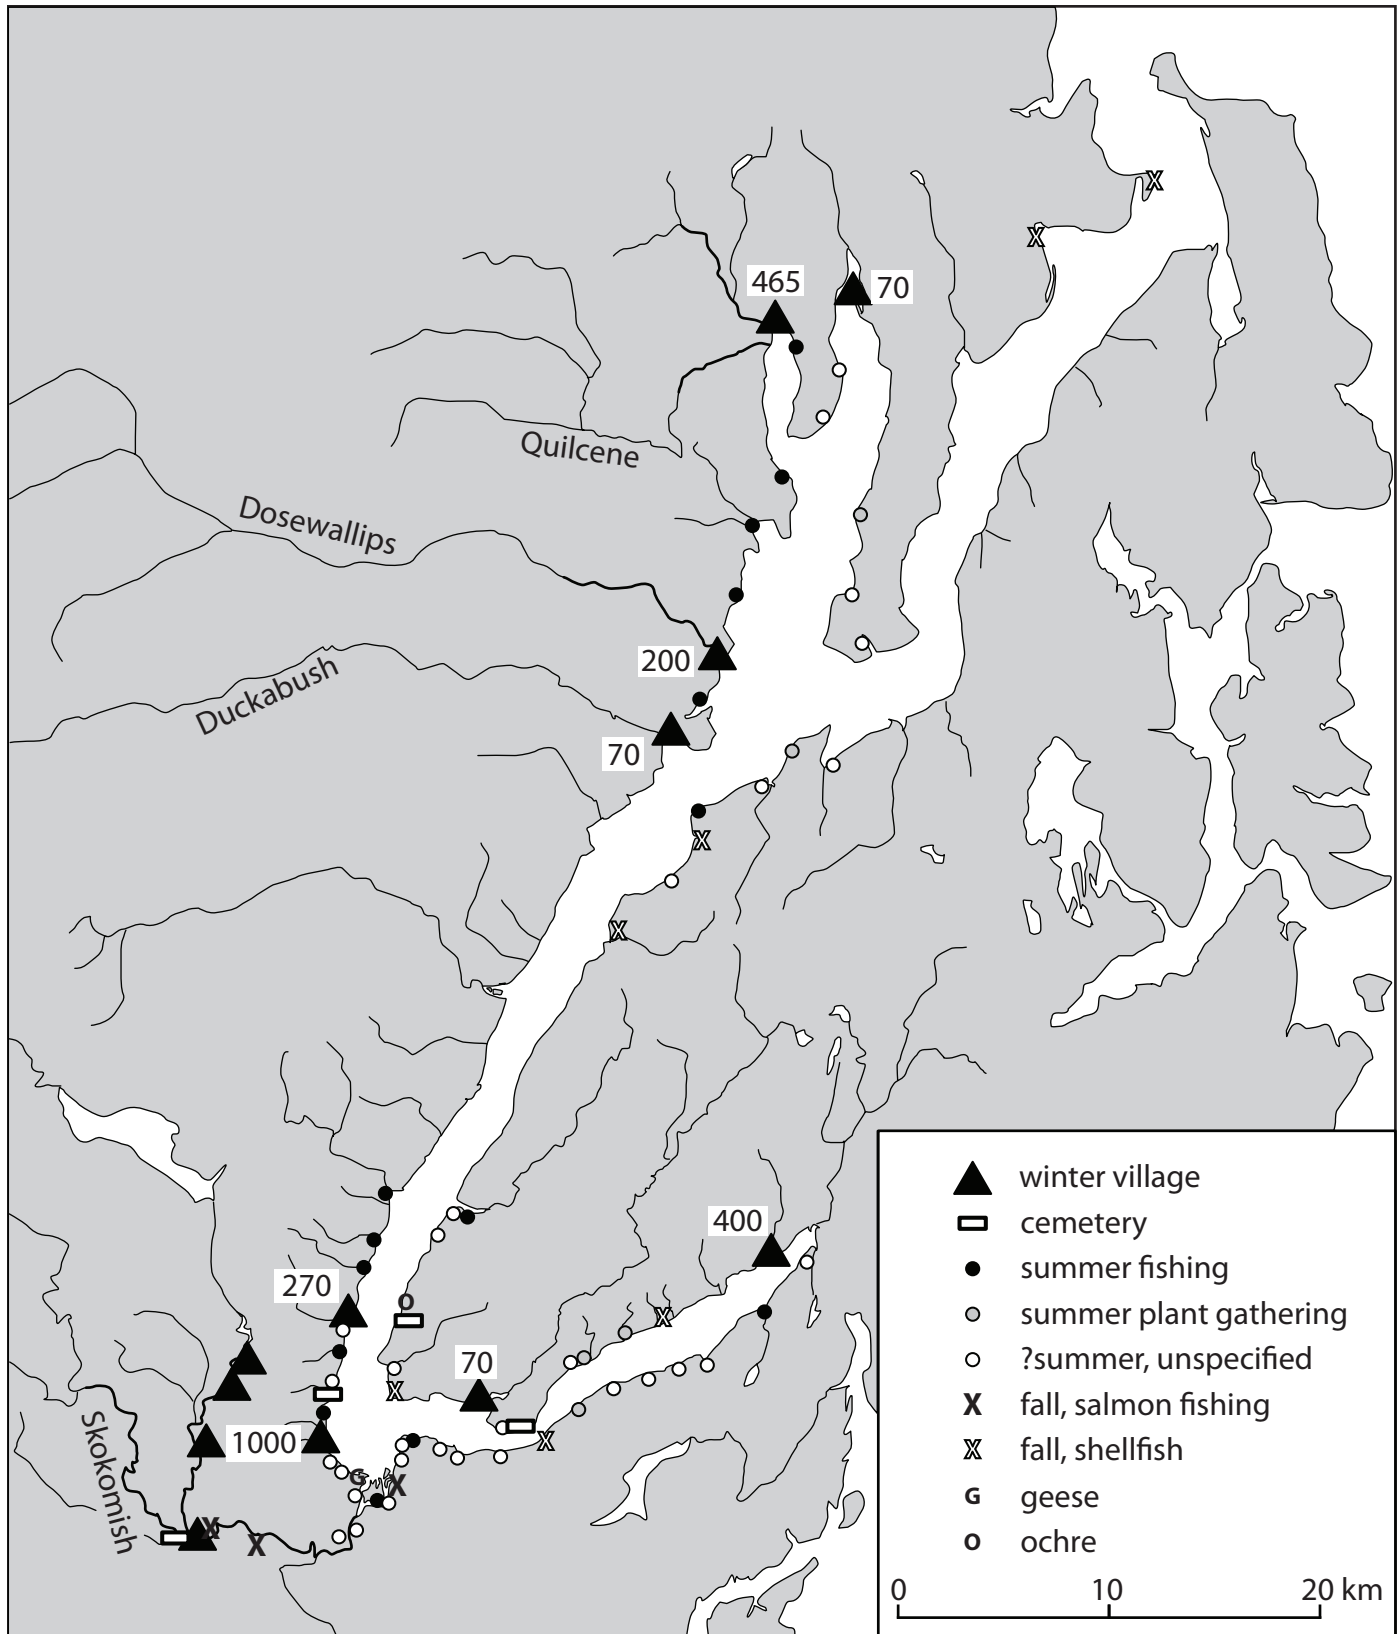 X
X
465
70
Quilcene
Dosewallips
200
Duckabush
70
X
X
400
270
O
X
70
X
1000
X
Skokomish
G
X
X
X
winter village
cemetery
summer fishing
summer plant gathering
?summer, unspecified
X fall, salmon fishing
X fall, shellfish
G geese
O ochre
0 10 20 km